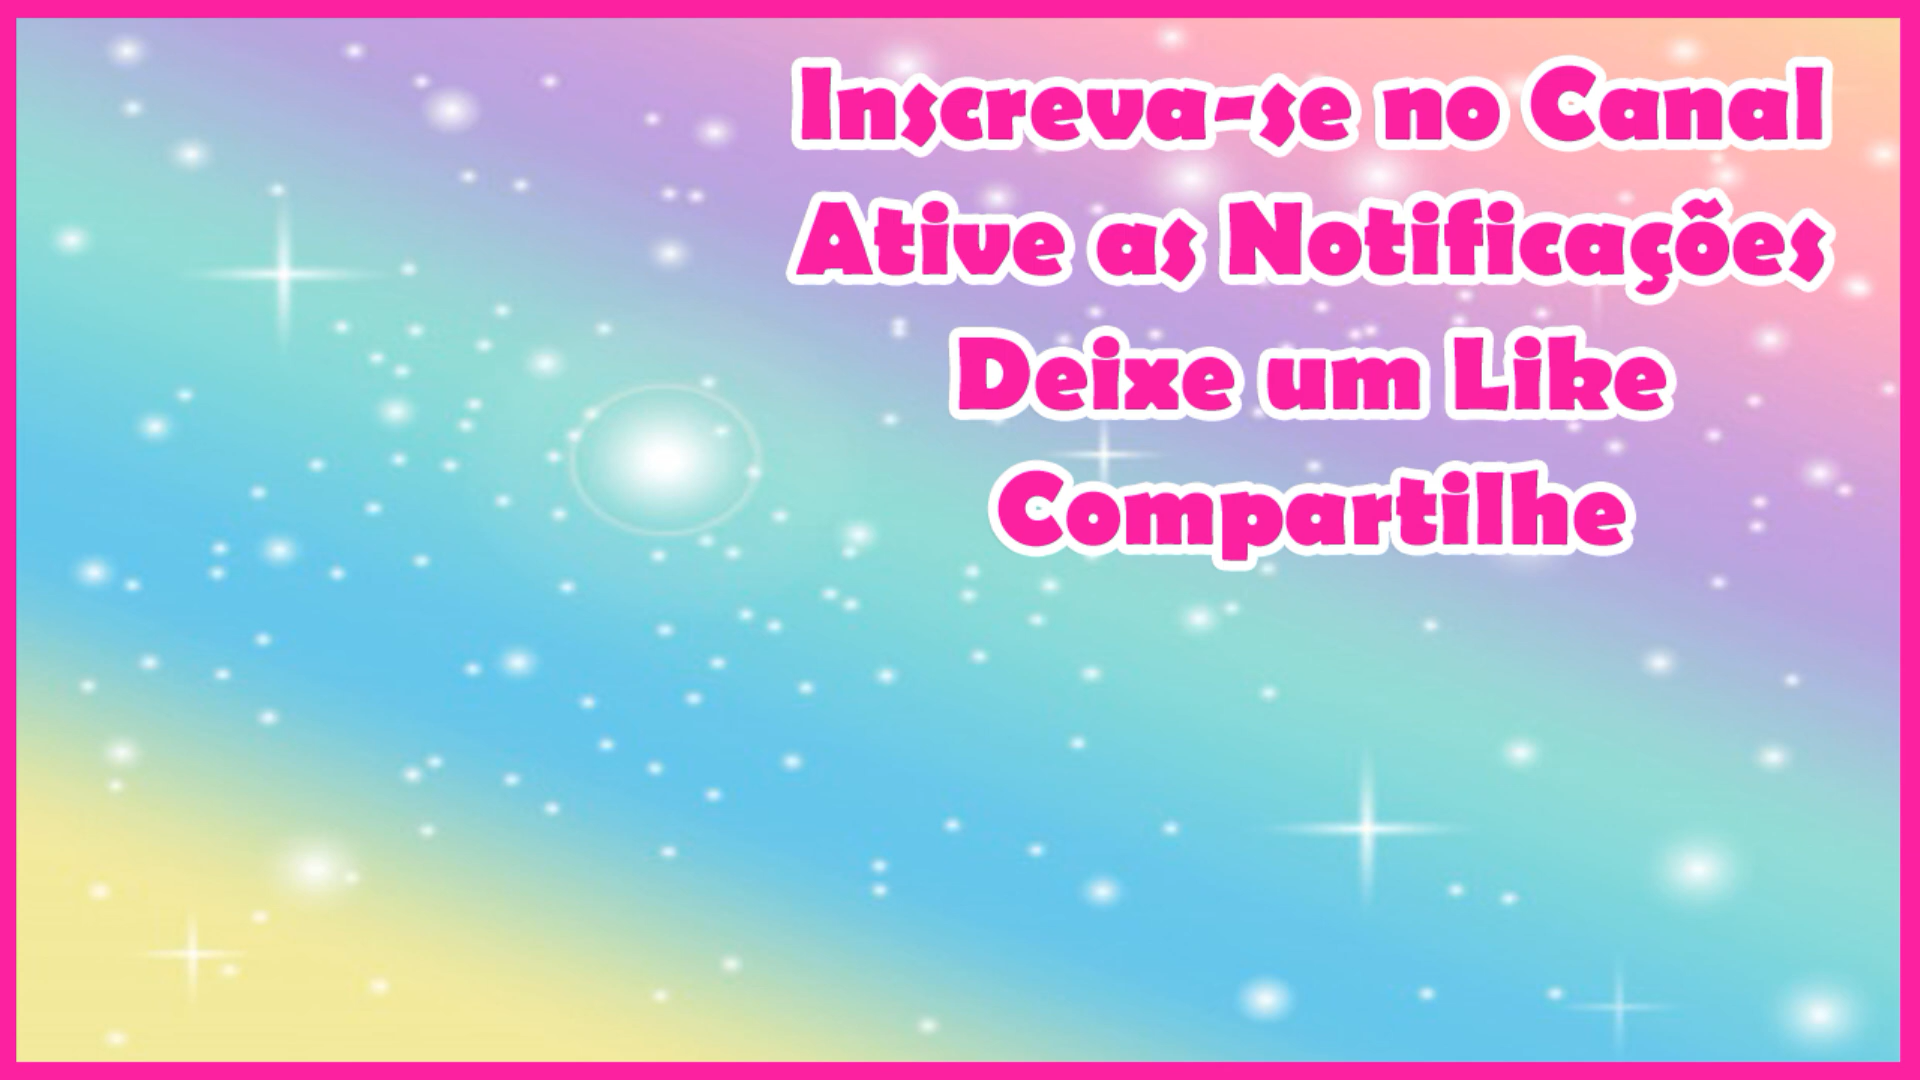 Inscreva-se no Canal
Ative as Notificações
Deixe um Like
Compartilhe